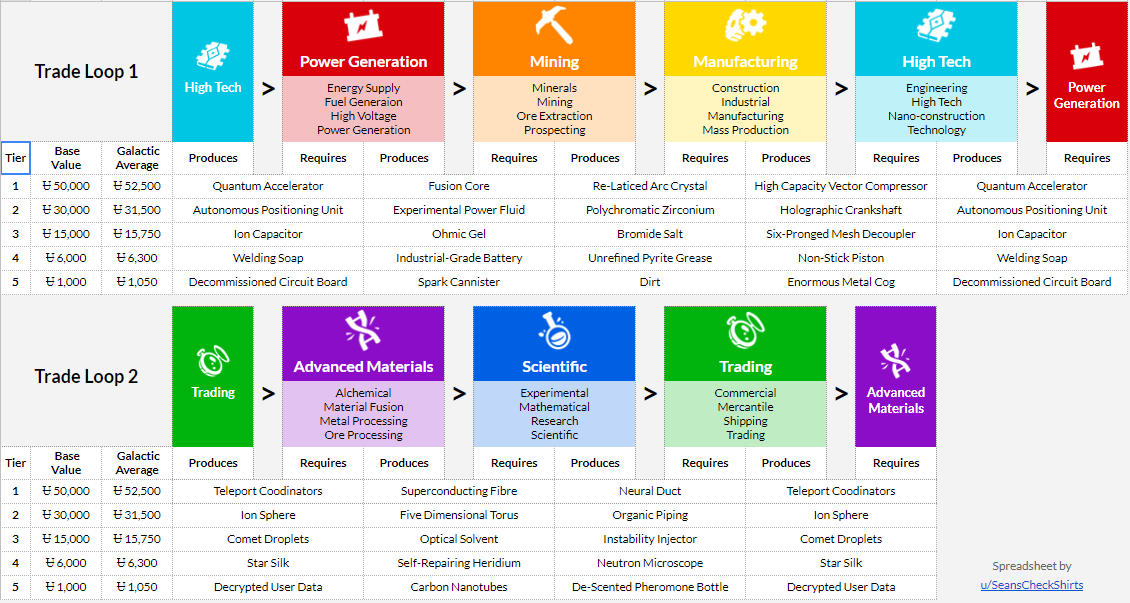 Trade Loop 1
High Tech
>
Power Generation
Energy Supply
Fuel Generaion
High Voltage
Power Generation
>
Mining
Minerals
Mining
Ore Extraction
Prospecting
>
Manufacturing
Construction
Industrial
Manufacturing
Mass Production
>
High Tech
Engineering
High Tech
Nano-construction
Technology
>
Power
Generation
Tier Base Value Galactic Average Produces Requires Produces Requires Produces Requires Produces Requires Produces Requires
1 Ʉ 50,000 Ʉ 52,500 Quantum Accelerator Fusion Core Re-Laticed Arc Crystal High Capacity Vector Compressor Quantum Accelerator
2 Ʉ 30,000 Ʉ 31,500 Autonomous Positioning Unit Experimental Power Fluid Polychromatic Zirconium Holographic Crankshaft Autonomous Positioning Unit
3 Ʉ 15,000 Ʉ 15,750 Ion Capacitor Ohmic Gel Bromide Salt Six-Pronged Mesh Decoupler Ion Capacitor
4 Ʉ 6,000 Ʉ 6,300 Welding Soap Industrial-Grade Battery Unrefined Pyrite Grease Non-Stick Piston Welding Soap
5 Ʉ 1,000 Ʉ 1,050 Decommissioned Circuit Board Spark Cannister Dirt Enormous Metal Cog Decommissioned Circuit Board
Trade Loop 2
Trading
>
Advanced Materials
Alchemical
Material Fusion
Metal Processing
Ore Processing
>
Scientific
Experimental
Mathematical
Research
Scientific
>
Trading
Commercial
Mercantile
Shipping
Trading
>
Advanced
Materials
Tier Base Value Galactic Average Produces Requires Produces Requires Produces Requires Produces Requires
1 Ʉ 50,000 Ʉ 52,500 Teleport Coodinators Superconducting Fibre Neural Duct Teleport Coodinators
2 Ʉ 30,000 Ʉ 31,500 Ion Sphere Five Dimensional Torus Organic Piping Ion Sphere
3 Ʉ 15,000 Ʉ 15,750 Comet Droplets Optical Solvent Instability Injector Comet Droplets
4 Ʉ 6,000 Ʉ 6,300 Star Silk Self-Repairing Heridium Neutron Microscope Star Silk
5 Ʉ 1,000 Ʉ 1,050 Decrypted User Data Carbon Nanotubes De-Scented Pheromone Bottle Decrypted User Data
Spreadsheet by
u/SeansCheckShirts